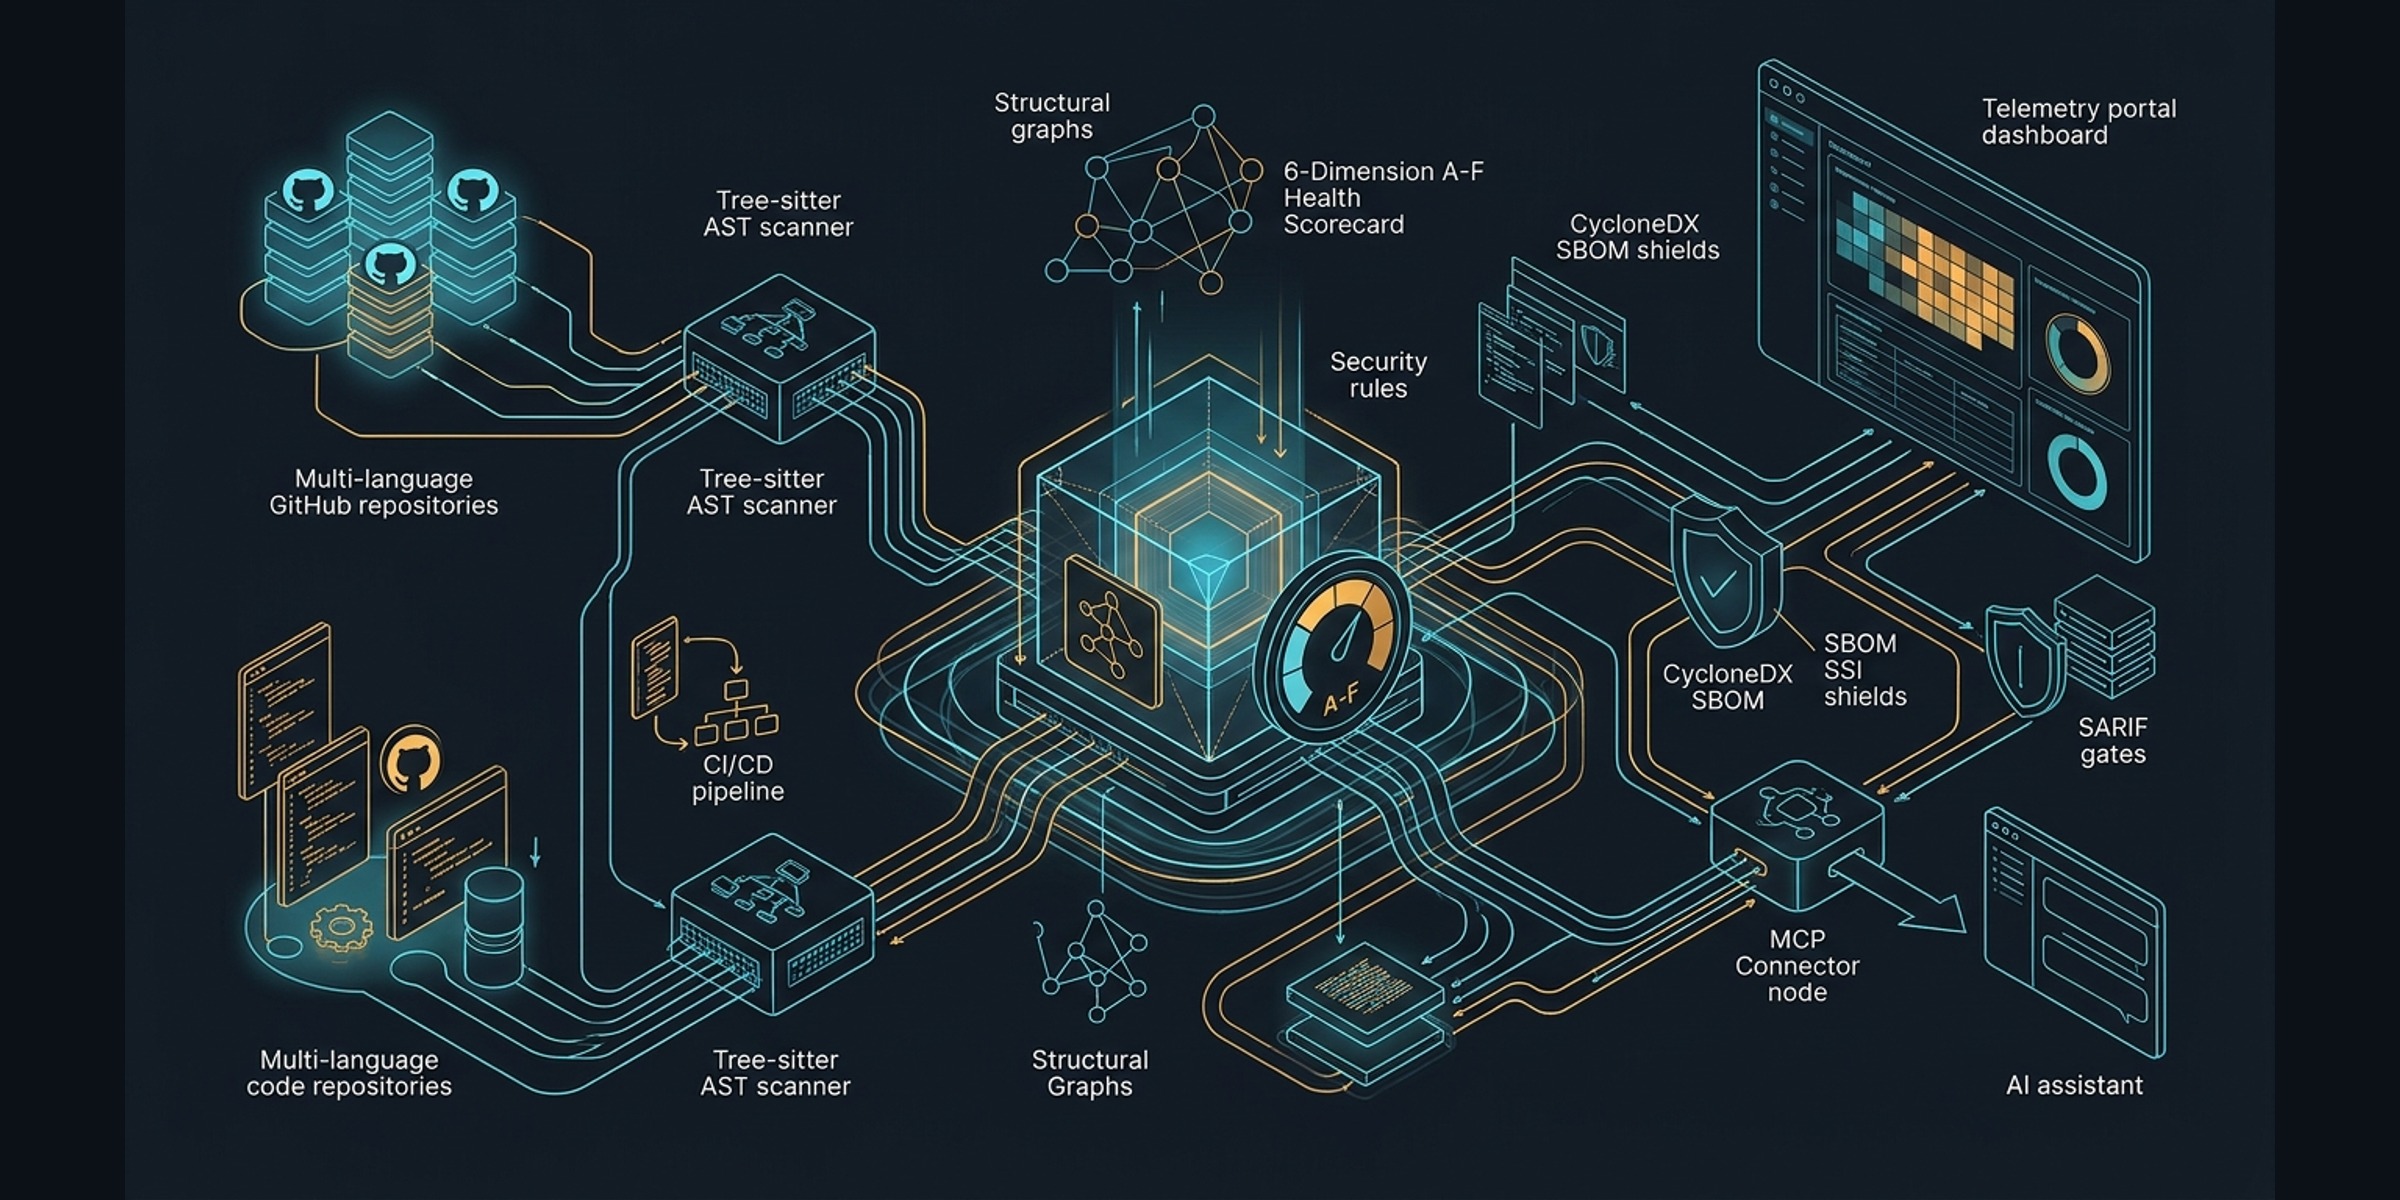 Structural
graphs
6-Dimension A-F
Health
Scorecard
Telemetry portal
dashboard
Tree-sitter
AST scanner
CycloneDX
SBOM shields
Security
rules
Multi-language
GitHub repositories
Tree-sitter
AST scanner
A-F
CycloneDX
SBOM
SBOM
SSI
shields
SARIF
gates
CI/CD
pipeline
MCP
Connector
node
Multi-language
code repositories
Tree-sitter
AST scanner
Structural
Graphs
AI assistant